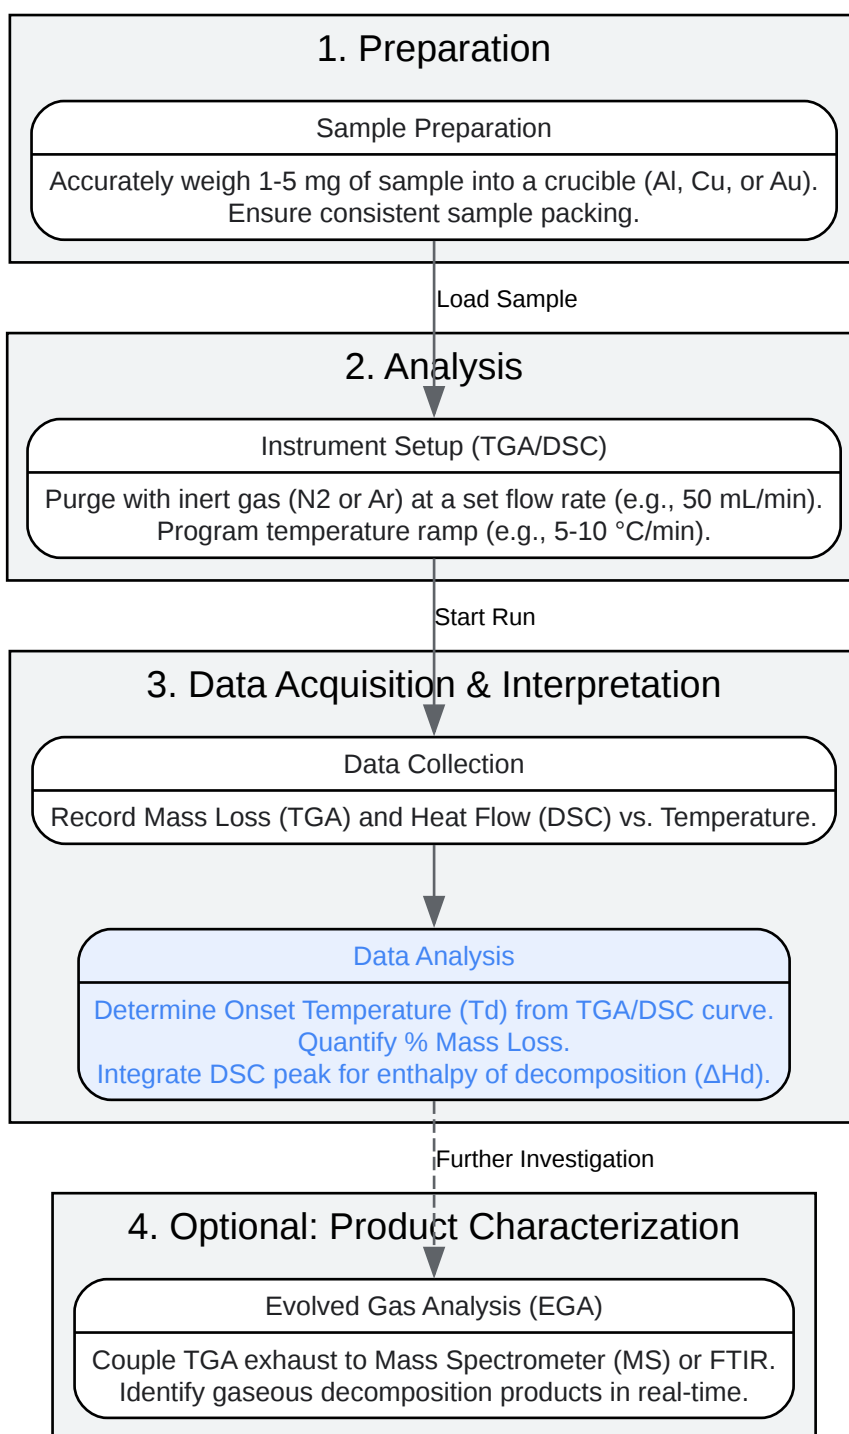 1. Preparation
Sample Preparation
Accurately weigh 1-5 mg of sample into a crucible (Al, Cu, or Au).
Ensure consistent sample packing.
Load Sample
2. Analysis
Instrument Setup (TGA/DSC)
Purge with inert gas (N2 or Ar) at a set flow rate (e.g., 50 mL/min).
Program temperature ramp (e.g., 5-10 °C/min).
Start Run
3. Data Acquisition & Interpretation
Data Collection
Record Mass Loss (TGA) and Heat Flow (DSC) vs. Temperature.
Data Analysis
Determine Onset Temperature (Td) from TGA/DSC curve.
Quantify % Mass Loss.
Integrate DSC peak for enthalpy of decomposition (ΔHd).
Further Investigation
4. Optional: Product Characterization
Evolved Gas Analysis (EGA)
Couple TGA exhaust to Mass Spectrometer (MS) or FTIR.
Identify gaseous decomposition products in real-time.